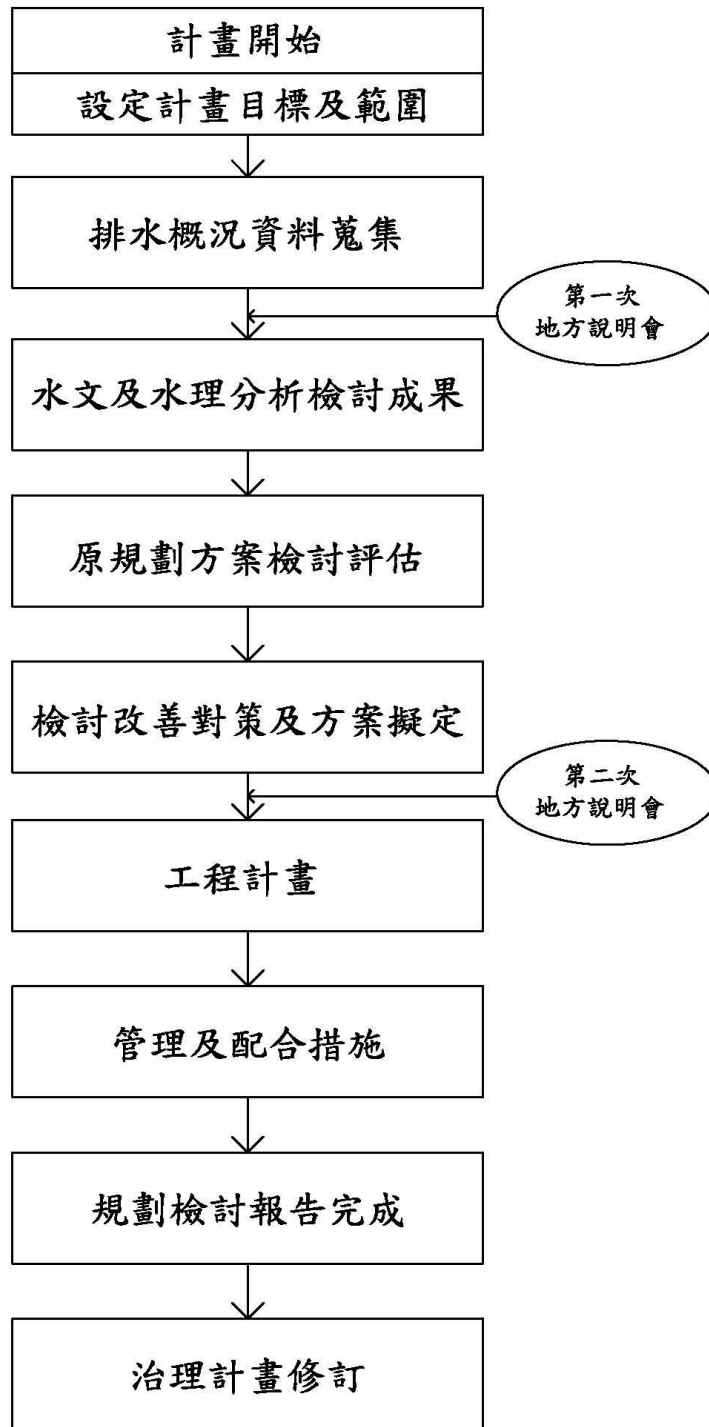 計畫開始
設定計畫目標及範圍
排水概況資料蒐集
第一次
地方說明會
水文及水理分析檢討成果
原規劃方案檢討評估
檢討改善對策及方案擬定
第二次
地方說明會
工程計畫
管理及配合措施
規劃檢討報告完成
治理計畫修訂